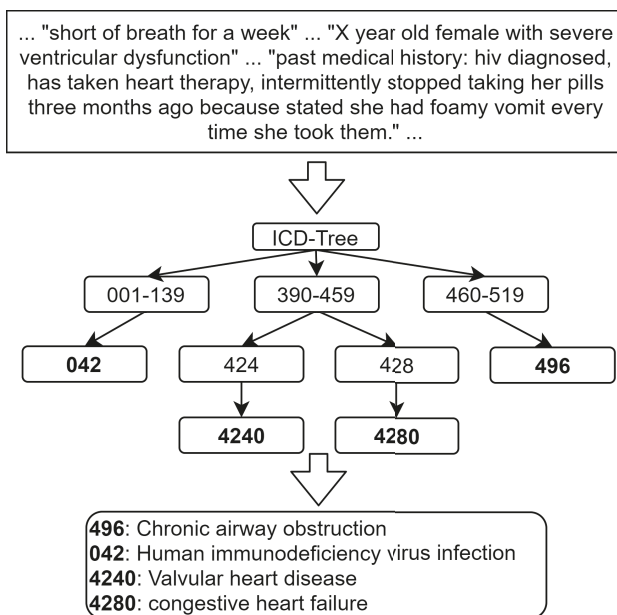 ... "short of breath for a week" ... "X year old female with severe
ventricular dysfunction" ... "past medical history: hiv diagnosed,
has taken heart therapy, intermittently stopped taking her pills
three months ago because stated she had foamy vomit every
time she took them." ...
ICD-Tree
001-139 390-459 460-519
042 424 428 496
4240 4280
496: Chronic airway obstruction
042: Human immunodeficiency virus infection
4240: Valvular heart disease
4280: congestive heart failure